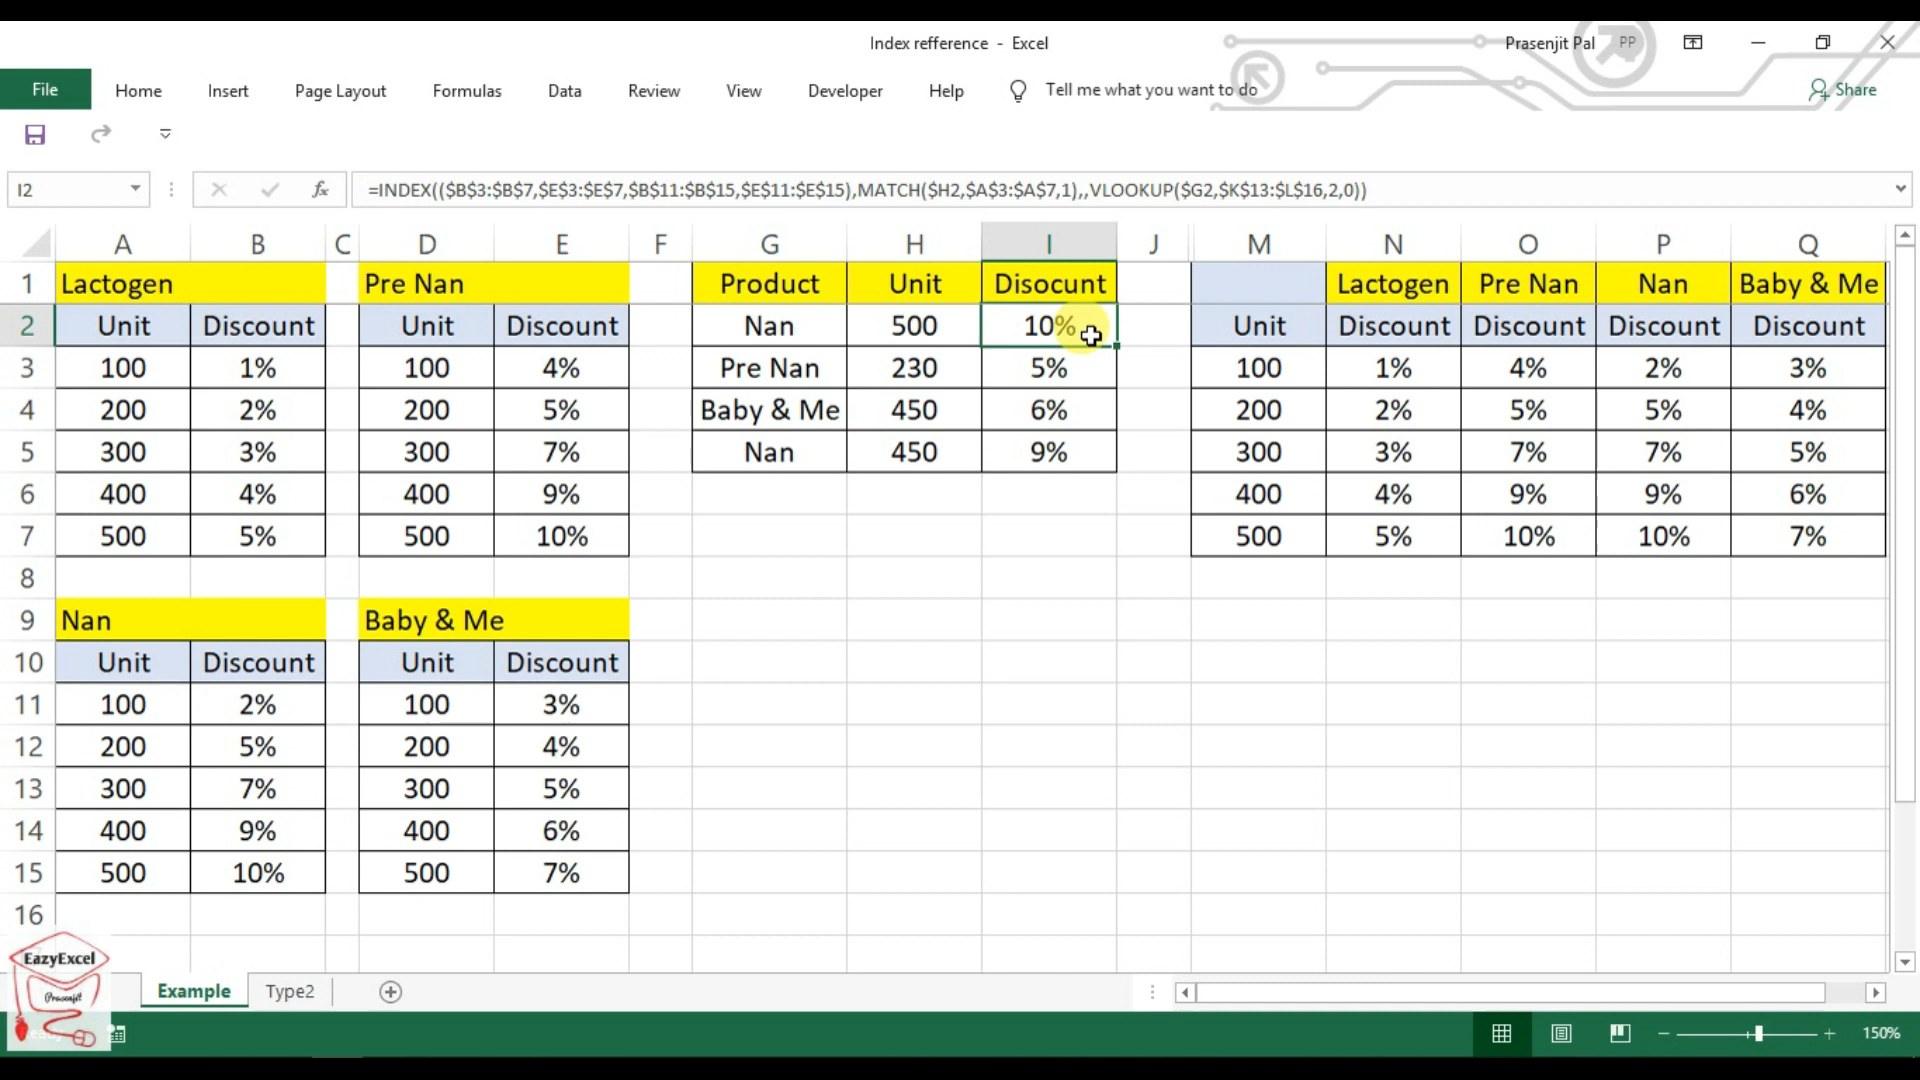 Index refference - Excel
Prasenjit Pal PP
File Home Insert Page Layout Formulas Data Review View Developer Help Tell me what you want to do Share
I2 fx =INDEX(($B$3:$B$7,$E$3:$E$7,$B$11:$B$15,$E$11:$E$15),MATCH($H2,$A$3:$A$7,1),,VLOOKUP($G2,$K$13:$L$16,2,0))
A B C D E F G H I J M N O P Q
1 Lactogen Pre Nan Product Unit Disocunt Lactogen Pre Nan Nan Baby & Me
2 Unit Discount Unit Discount Nan 500 10% Unit Discount Discount Discount Discount
3 100 1% 100 4% Pre Nan 230 5% 100 1% 4% 2% 3%
4 200 2% 200 5% Baby & Me 450 6% 200 2% 5% 5% 4%
5 300 3% 300 7% Nan 450 9% 300 3% 7% 7% 5%
6 400 4% 400 9% 400 4% 9% 9% 6%
7 500 5% 500 10% 500 5% 10% 10% 7%
8
9 Nan Baby & Me
10 Unit Discount Unit Discount
11 100 2% 100 3%
12 200 5% 200 4%
13 300 7% 300 5%
14 400 9% 400 6%
15 500 10% 500 7%
16
EazyExcel
Prasenjit
Example Type2
150%